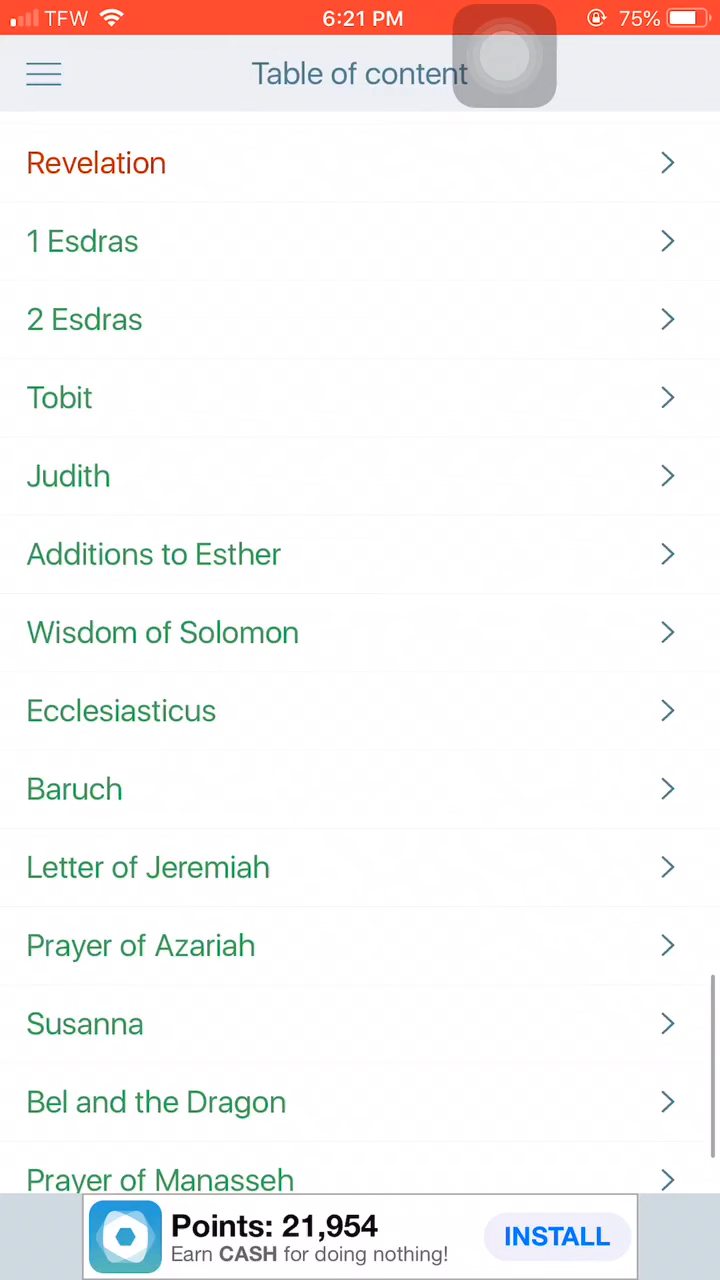 TFW 6:21 PM 75%
Table of content
Revelation
1 Esdras
2 Esdras
Tobit
Judith
Additions to Esther
Wisdom of Solomon
Ecclesiasticus
Baruch
Letter of Jeremiah
Prayer of Azariah
Susanna
Bel and the Dragon
Prayer of Manasseh
Points: 21,954
Earn CASH for doing nothing!
INSTALL